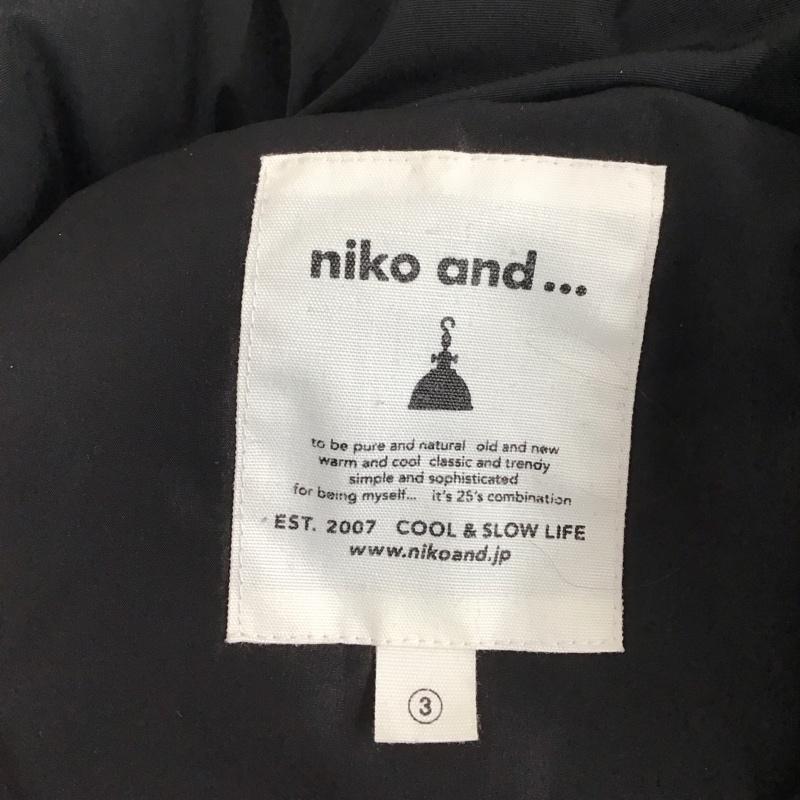 niko and...
to be pure and natural old and new
warm and cool classic and trendy
simple and sophisticated
for being myself... it's 25's combination
EST. 2007 COOL & SLOW LIFE
www.nikoand.jp
3